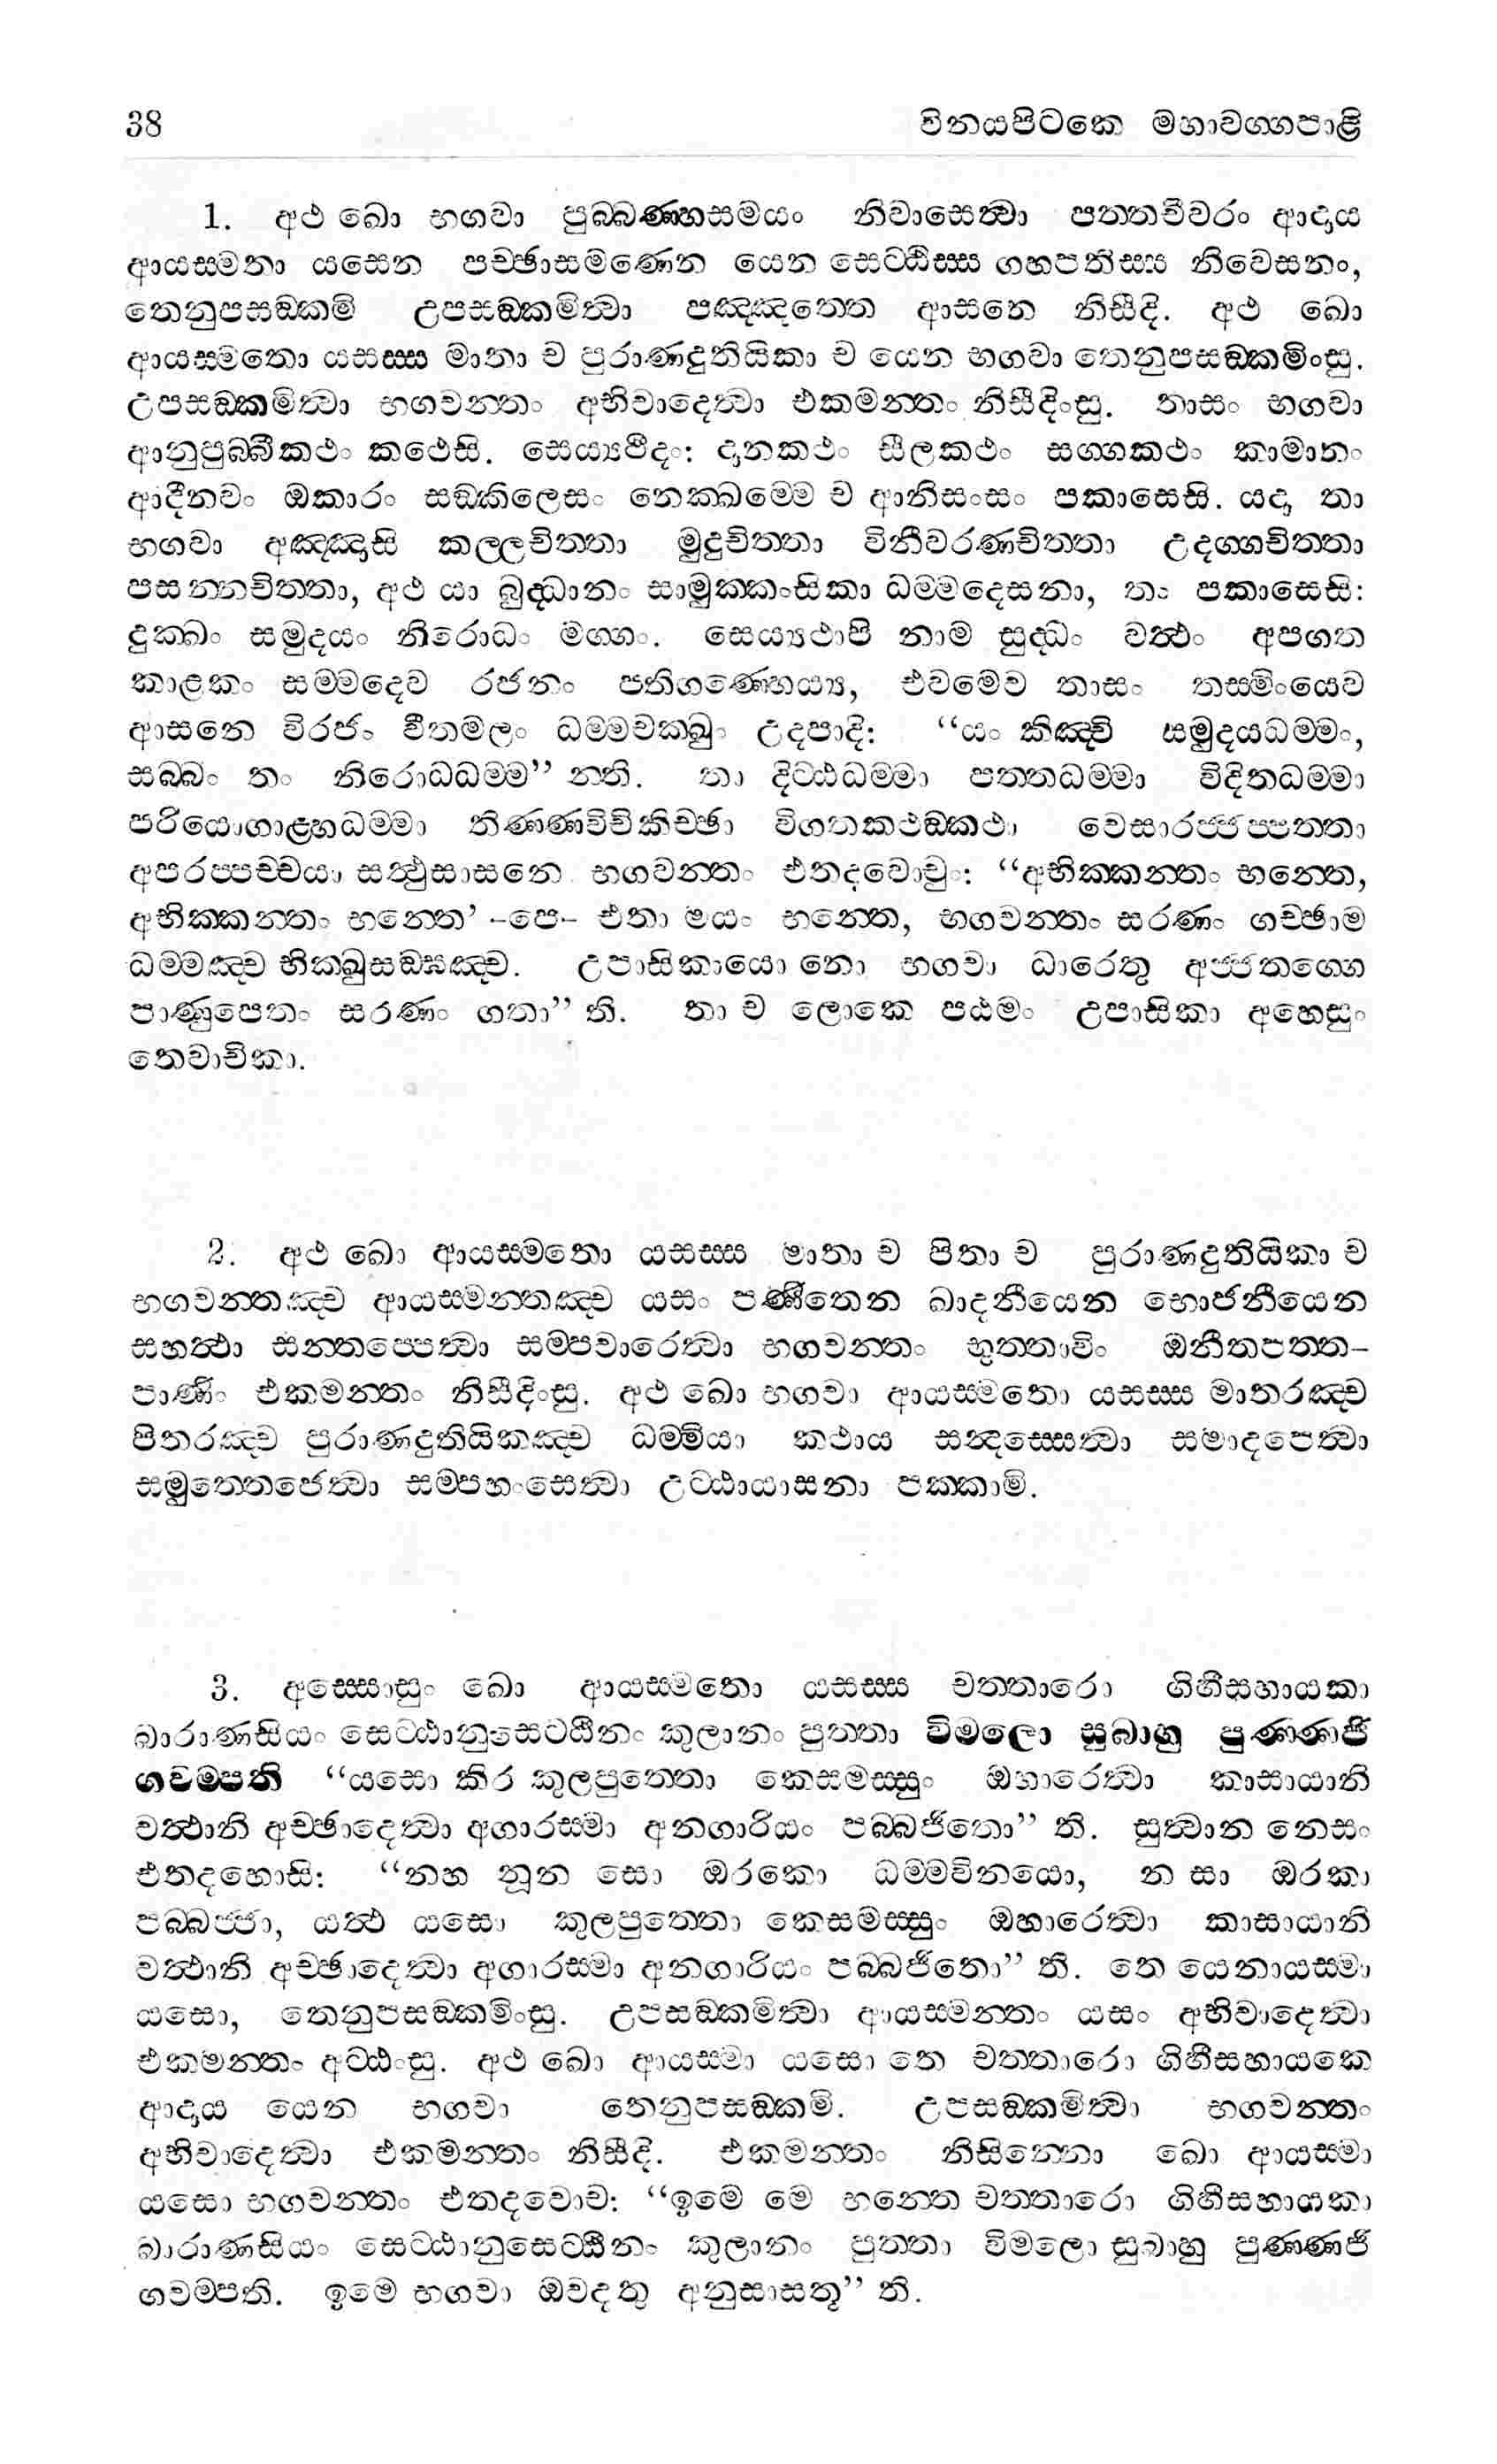 38 විනයපිටකෙ මහාවග්ගපාළි
1. අථ ඛො භගවා පුබ්බණ්හසමයං නිවාසෙත්වා පත්තචීවරං ආදාය
ආයස්මතා යසෙන පච්ඡාසමණෙන යෙන සෙට්ඨිස්ස ගහපතිස්ස නිවෙසනං,
තෙනුපසඞ්කමි උපසඞ්කමිත්වා පඤ්ඤත්තෙ ආසනෙ නිසීදි. අථ ඛො
ආයස්මතො යසස්ස මාතා ච පුරාණදුතියිකා ච යෙන භගවා තෙනුපසඞ්කමිංසු.
උපසඞ්කමිත්වා භගවන්තං අභිවාදෙත්වා එකමන්තං නිසීදිංසු. තාසං භගවා
ආනුපුබ්බීකථං කථෙසි. සෙය්‍යථීදං: දානකථං සීලකථං සග්ගකථං කාමානං
ආදීනවං ඔකාරං සඞ්කිලෙසං නෙක්ඛම්මෙ ච ආනිසංසං පකාසෙසි. යදා තා
භගවා අඤ්ඤාසි කල්ලචිත්තා මුදුචිත්තා විනීවරණචිත්තා උදග්ගචිත්තා
පසන්නචිත්තා, අථ යා බුද්ධානං සාමුක්කංසිකා ධම්මදෙසනා, තං පකාසෙසි:
දුක්ඛං සමුදයං නිරොධං මග්ගං. සෙය්‍යථාපි නාම සුද්ධං වත්ථං අපගත
කාළකං සම්මදෙව රජනං පතිගණ්හෙය්‍ය, එවමෙව තාසං තස්මිංයෙව
ආසනෙ විරජං වීතමලං ධම්මචක්ඛුං උදපාදි: “යං කිඤ්චි සමුදයධම්මං,
සබ්බං තං නිරොධධම්ම” න්ති. තා දිට්ඨධම්මා පත්තධම්මා විදිතධම්මා
පරියොගාළ්හධම්මා තිණ්ණවිචිකිච්ඡා විගතකථඞ්කථා වෙසාරජ්ජප්පත්තා
අපරප්පච්චයා සත්ථුසාසනෙ භගවන්තං එතදවොචුං: “අභික්කන්තං භන්තෙ,
අභික්කන්තං භන්තෙ’ -පෙ- එතා මයං භන්තෙ, භගවන්තං සරණං ගච්ඡාම
ධම්මඤ්ච භික්ඛුසඞ්ඝඤ්ච. උපාසිකායො නො භගවා ධාරෙතු අජ්ජතග්ගෙ
පාණුපෙතං සරණං ගතා” ති. තා ච ලොකෙ පඨමං උපාසිකා අහෙසුං
තෙවාචිකා.
2. අථ ඛො ආයස්මතො යසස්ස මාතා ච පිතා ච පුරාණදුතියිකා ච
භගවන්තඤ්ච ආයස්මන්තඤ්ච යසං පණීතෙන ඛාදනීයෙන භොජනීයෙන
සහත්ථා සන්තප්පෙත්වා සම්පවාරෙත්වා භගවන්තං භුත්තාවිං ඔනීතපත්ත-
පාණිං එකමන්තං නිසීදිංසු. අථ ඛො භගවා ආයස්මතො යසස්ස මාතරඤ්ච
පිතරඤ්ච පුරාණදුතියිකඤ්ච ධම්මියා කථාය සන්දස්සෙත්වා සමාදපෙත්වා
සමුත්තෙජෙත්වා සම්පහංසෙත්වා උට්ඨායාසනා පක්කාමි.
3. අස්සොසුං ඛො ආයස්මතො යසස්ස චත්තාරො ගිහීසහායකා
බාරාණසියං සෙට්ඨානුසෙට්ඨීනං කුලානං පුත්තා විමලො සුබාහු පුණ්ණජි
ගවම්පති “යසො කිර කුලපුත්තො කෙසමස්සුං ඔහාරෙත්වා කාසායානි
වත්ථානි අච්ඡාදෙත්වා අගාරස්මා අනගාරියං පබ්බජිතො” ති. සුත්වාන නෙසං
එතදහොසි: “නහ නූන සො ඔරකො ධම්මවිනයො, න සා ඔරකා
පබ්බජ්ජා, යත්ථ යසො කුලපුත්තො කෙසමස්සුං ඔහාරෙත්වා කාසායානි
වත්ථානි අච්ඡාදෙත්වා අගාරස්මා අනගාරියං පබ්බජිතො” ති. තෙ යෙනායස්මා
යසො, තෙනුපසඞ්කමිංසු. උපසඞ්කමිත්වා ආයස්මන්තං යසං අභිවාදෙත්වා
එකමන්තං අට්ඨංසු. අථ ඛො ආයස්මා යසො තෙ චත්තාරො ගිහීසහායකෙ
ආදාය යෙන භගවා තෙනුපසඞ්කමි. උපසඞ්කමිත්වා භගවන්තං
අභිවාදෙත්වා එකමන්තං නිසීදි. එකමන්තං නිසින්නො ඛො ආයස්මා
යසො භගවන්තං එතදවොච: “ඉමෙ මෙ භන්තෙ චත්තාරො ගිහීසහායකා
බාරාණසියං සෙට්ඨානුසෙට්ඨීනං කුලානං පුත්තා විමලො සුබාහු පුණ්ණජි
ගවම්පති. ඉමෙ භගවා ඔවදතු අනුසාසතූ” ති.